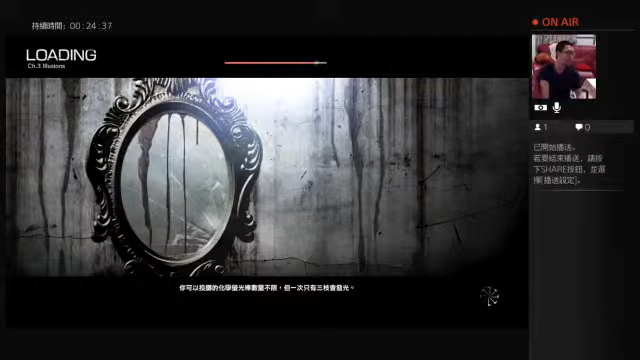 持續時間: 00:24:37
ON AIR
LOADING
Ch.3 Illusions
1
0
已開始播送。
若要結束播送，請按
下SHARE按鈕，並選
擇[播送設定]。
你可以投擲的化學螢光棒數量不限，但一次只有三枝會發光。